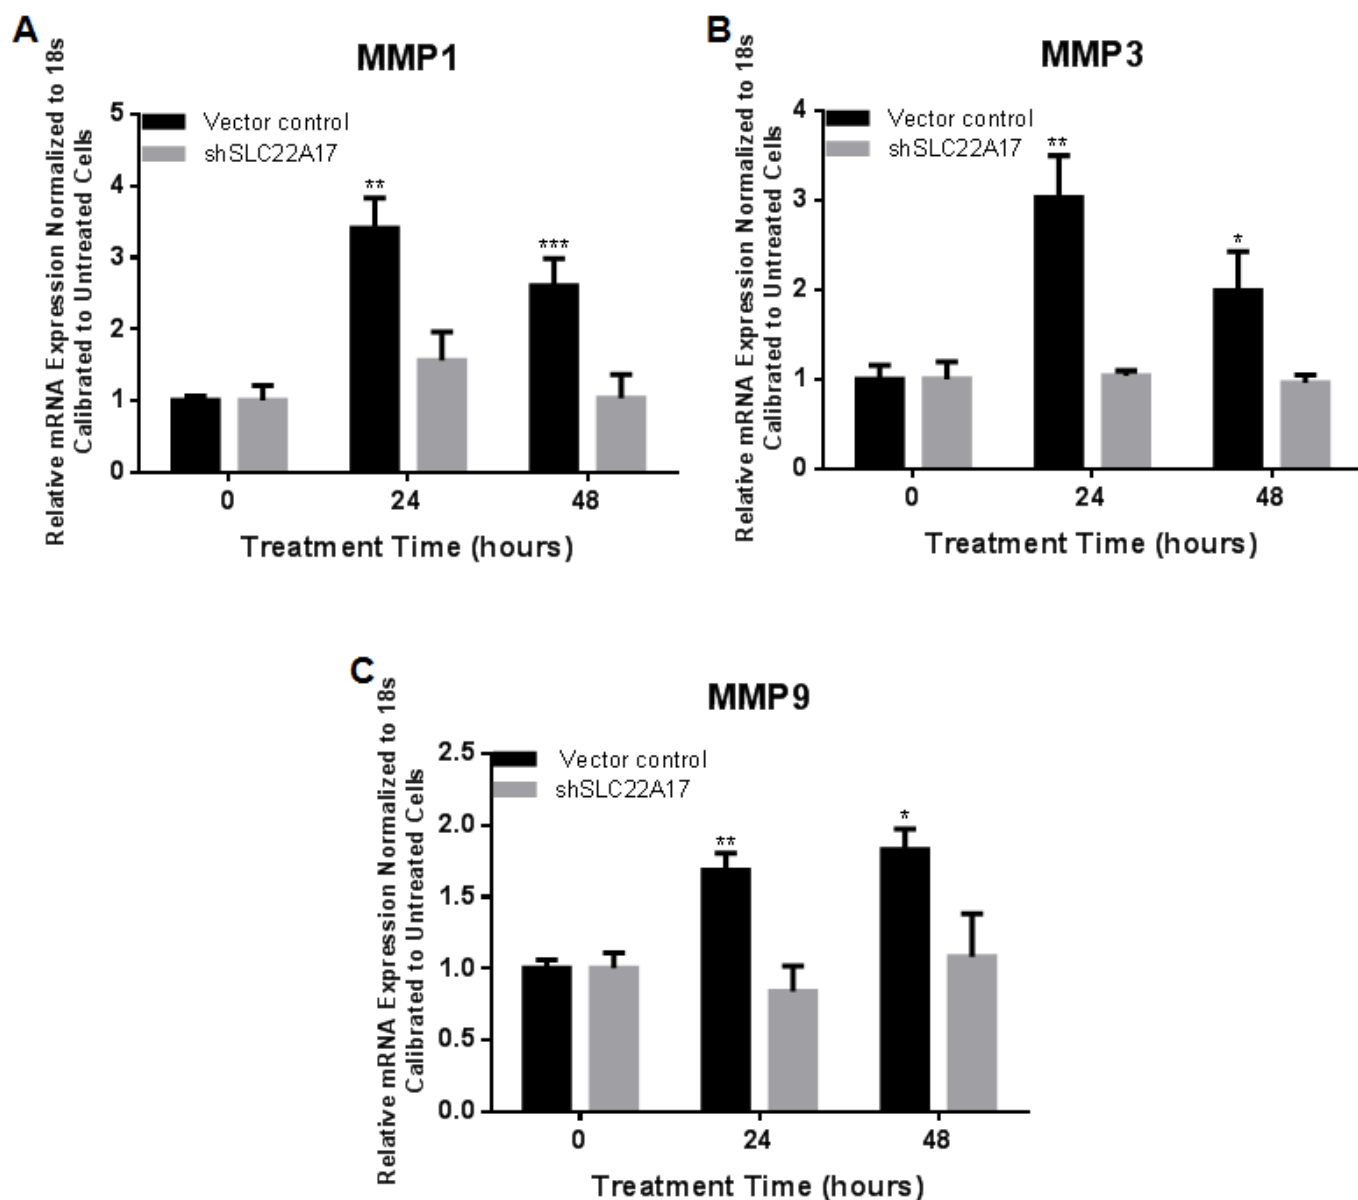 A
MMP1
Relative mRNA Expression Normalized to 18s
Calibrated to Untreated Cells
5
4
3
2
1
0
Vector control
shSLC22A17
**
***
0 24 48
Treatment Time (hours)
B
MMP3
Relative mRNA Expression Normalized to 18s
Calibrated to Untreated Cells
4
3
2
1
0
Vector control
shSLC22A17
**
*
0 24 48
Treatment Time (hours)
C
MMP9
Relative mRNA Expression Normalized to 18s
Calibrated to Untreated Cells
2.5
2.0
1.5
1.0
0.5
0.0
Vector control
shSLC22A17
**
*
0 24 48
Treatment Time (hours)